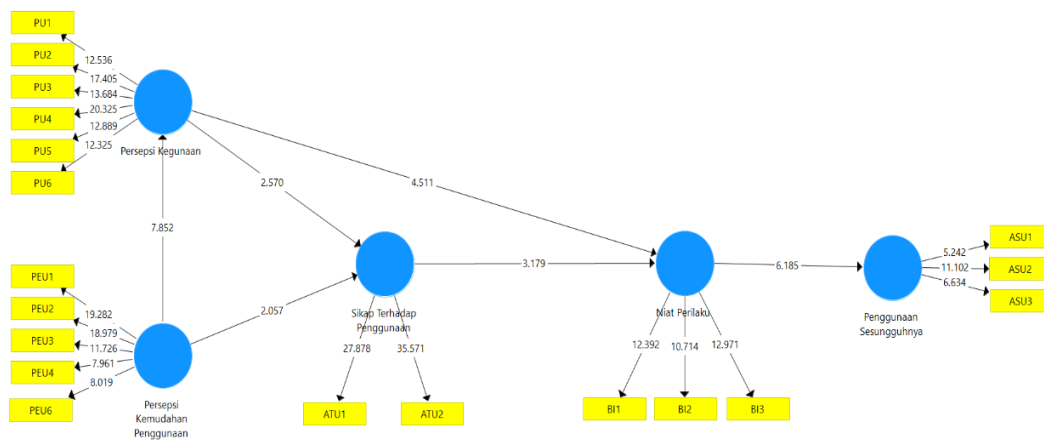 PU1
PU2
PU3
PU4
PU5
PU6
12.536
17.405
13.684
20.325
12.889
12.325
Persepsi Kegunaan
7.852
2.570
4.511
PEU1
PEU2
PEU3
PEU4
PEU6
19.282
18.979
11.726
7.961
8.019
Persepsi
Kemudahan
Penggunaan
2.057
Sikap Terhadap
Penggunaan
27.878
35.571
ATU1
ATU2
3.179
Niat Perilaku
12.392
10.714
12.971
BI1
BI2
BI3
6.185
Penggunaan
Sesungguhnya
5.242
11.102
6.634
ASU1
ASU2
ASU3